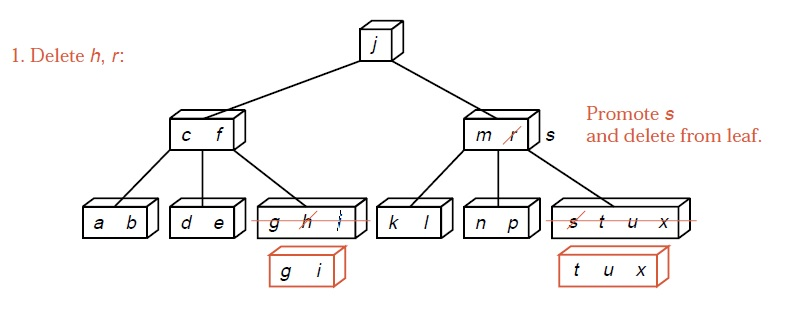 j
1. Delete h, r:
Promote s
c f
m r s
and delete from leaf.
a b
d e
g h i
k l
n p
s t u x
g i
t u x